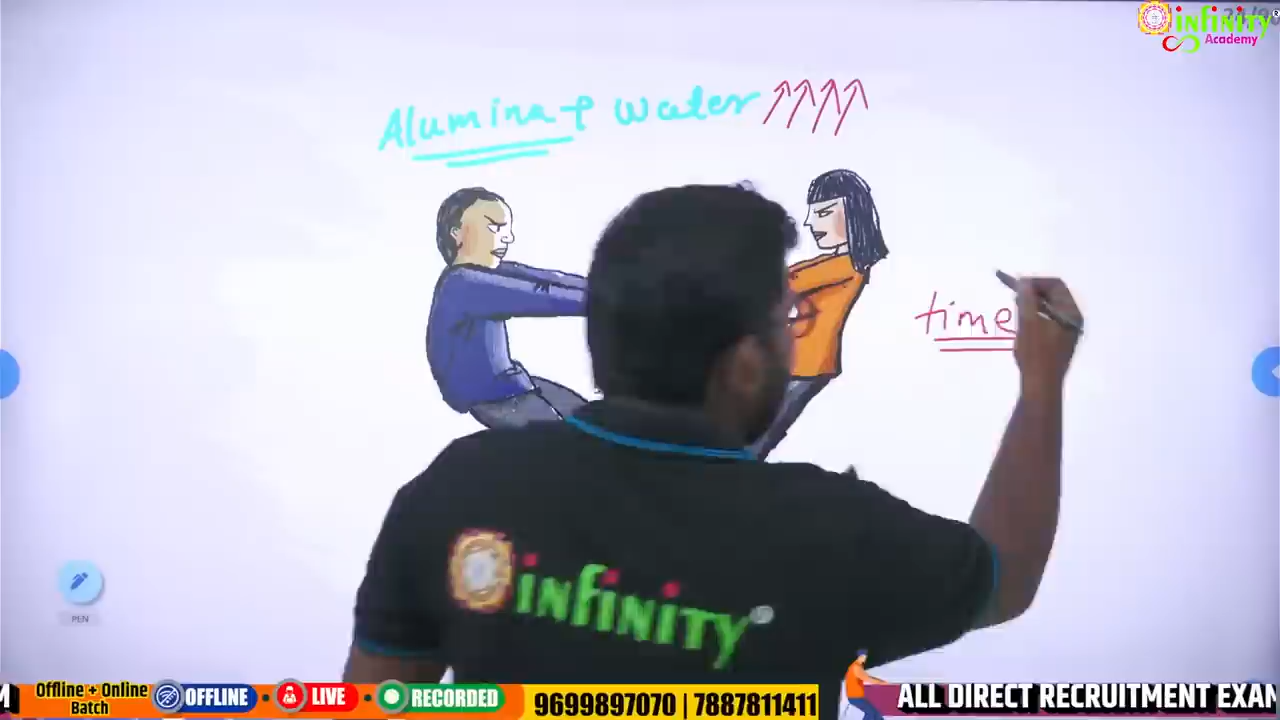 infinity
Academy
Alumina + water
time
infinity
PEN
Offline + Online
Batch
OFFLINE
LIVE
RECORDED
9699897070 | 7887811411
ALL DIRECT RECRUITMENT EXAM